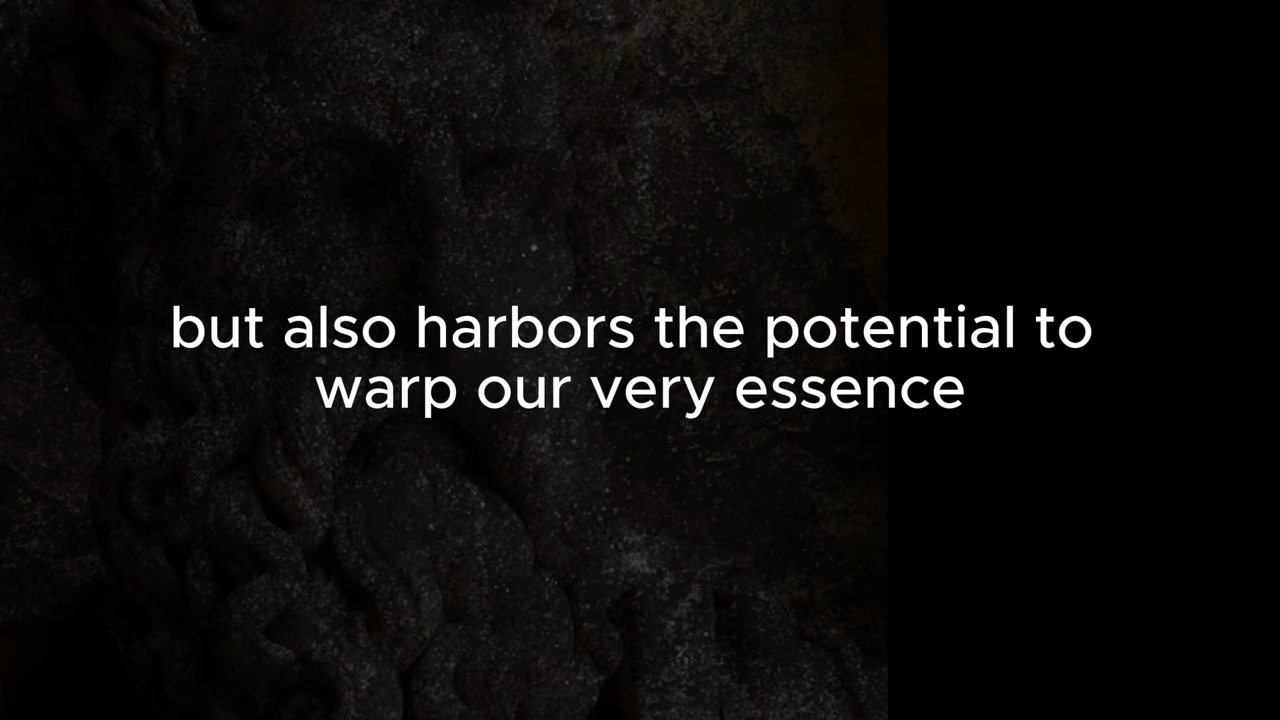 but also harbors the potential to
warp our very essence